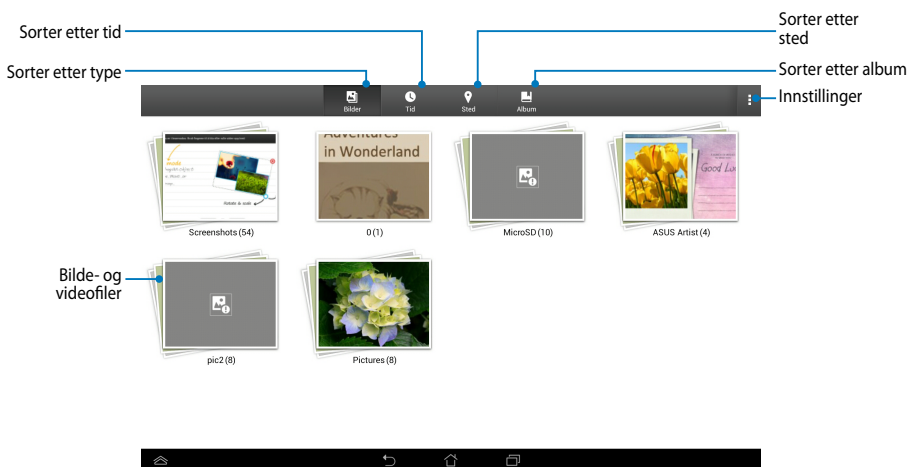 Sorter etter
sted
Sorter etter tid
Sorter etter type
Sorter etter album
Innstillinger
Bilder
Tid
Sted
Album
Adventures
in Wonderland
Good
Screenshots (54)
0 (1)
MicroSD (10)
ASUS Artist (4)
Bilde- og
videofiler
pic2 (8)
Pictures (8)